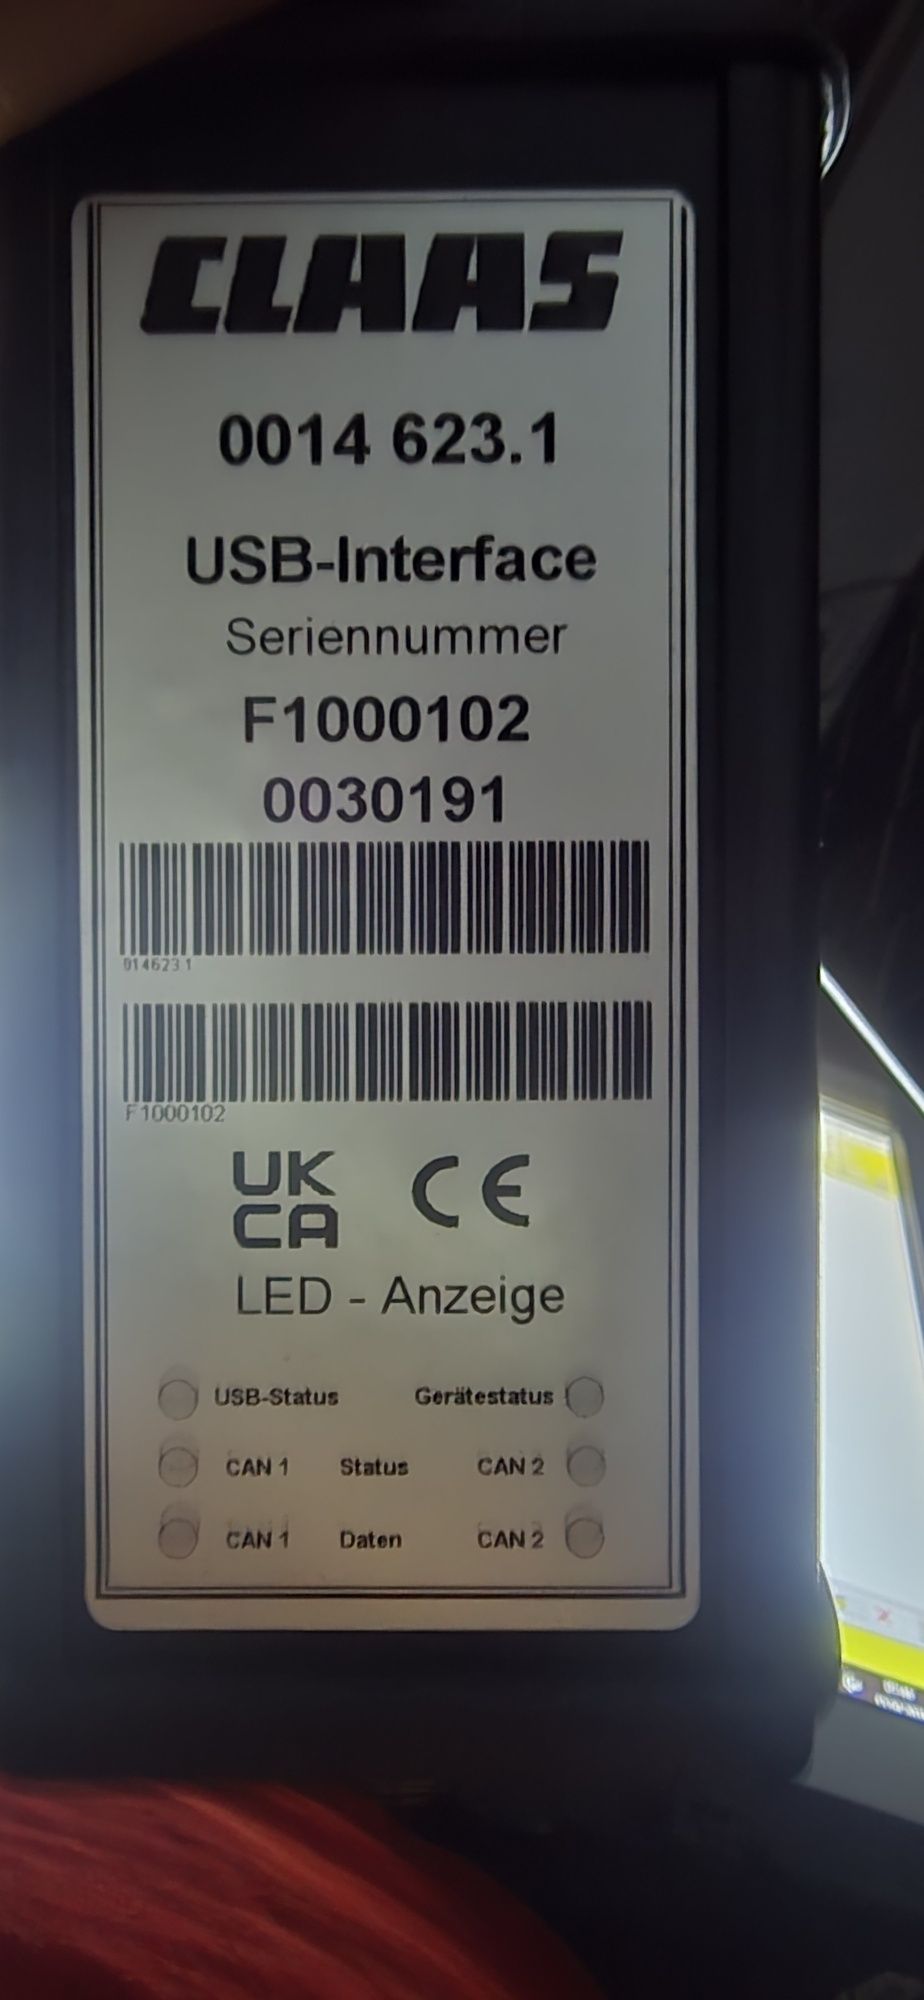 CLAAS
0014 623.1
USB-Interface
Seriennummer
F1000102
0030191
014623 1
F1000102
UK
CA CE
LED - Anzeige
USB-Status Gerätestatus
CAN 1 Status CAN 2
CAN 1 Daten CAN 2